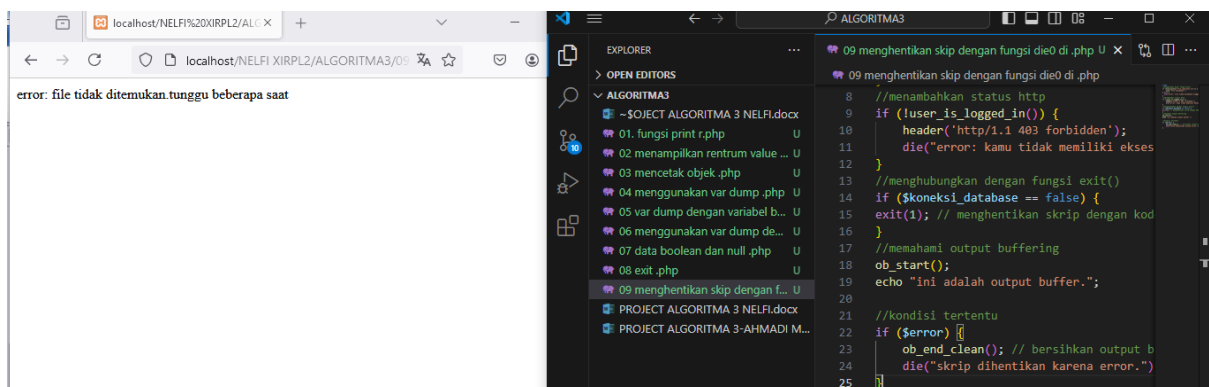 localhost/NELFI%20XIRPL2/ALG
localhost/NELFI XIRPL2/ALGORITMA3/09
error: file tidak ditemukan.tunggu beberapa saat
ALGORITMA3
EXPLORER
OPEN EDITORS
ALGORITMA3
~$OJECT ALGORITMA 3 NELFI.docx
01. fungsi print r.php U
02 menampilkan rentrum value ... U
03 mencetak objek .php U
04 menggunakan var dump .php U
05 var dump dengan variabel b... U
06 menggunakan var dump de... U
07 data boolean dan null .php U
08 exit .php U
09 menghentikan skip dengan f... U
PROJECT ALGORITMA 3 NELFI.docx
PROJECT ALGORITMA 3-AHMADI M...
10
09 menghentikan skip dengan fungsi die0 di .php U
09 menghentikan skip dengan fungsi die0 di .php
8 //menambahkan status http
9 if (!user_is_logged_in()) {
10 header('http/1.1 403 forbidden');
11 die("error: kamu tidak memiliki ekses
12 }
13 //menghubungkan dengan fungsi exit()
14 if ($koneksi_database == false) {
15 exit(1); // menghentikan skrip dengan kod
16 }
17 //memahami output buffering
18 ob_start();
19 echo "ini adalah output buffer.";
20
21 //kondisi tertentu
22 if ($error) {
23 ob_end_clean(); // bersihkan output b
24 die("skrip dihentikan karena error.")
25 }